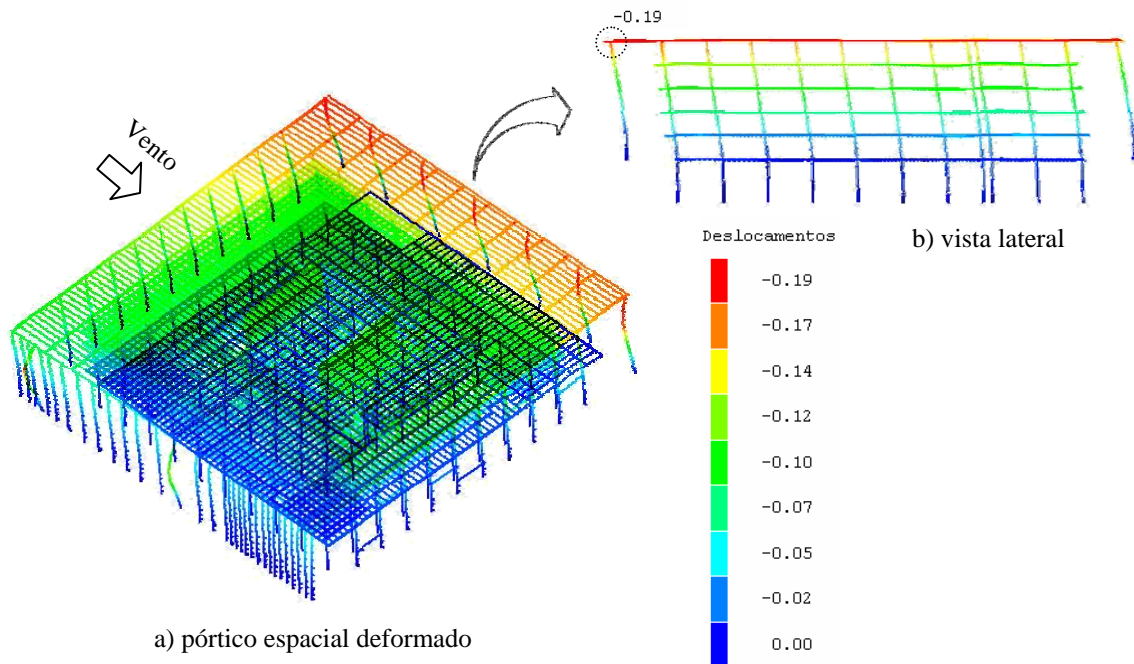 -0.19
Vento
b) vista lateral
Deslocamentos
-0.19
-0.17
-0.14
-0.12
-0.10
-0.07
-0.05
-0.02
0.00
a) pórtico espacial deformado